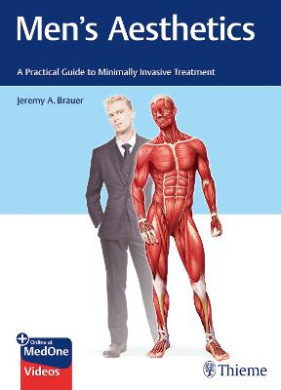 Men's Aesthetics
A Practical Guide to Minimally Invasive Treatment
Jeremy A. Brauer
+ Online at
MedOne
Videos
Thieme